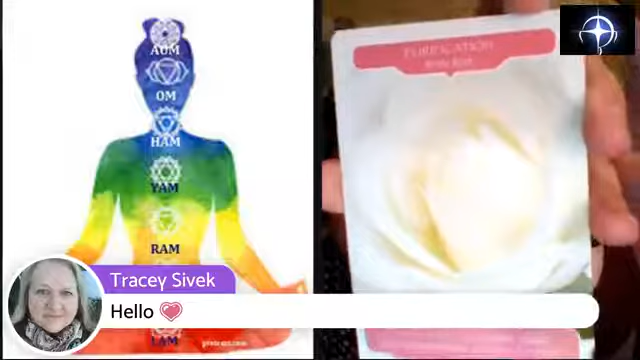 AUM
OM
HAM
YAM
RAM
LAM
PURIFICATION
Tracey Sivek
Hello 💗